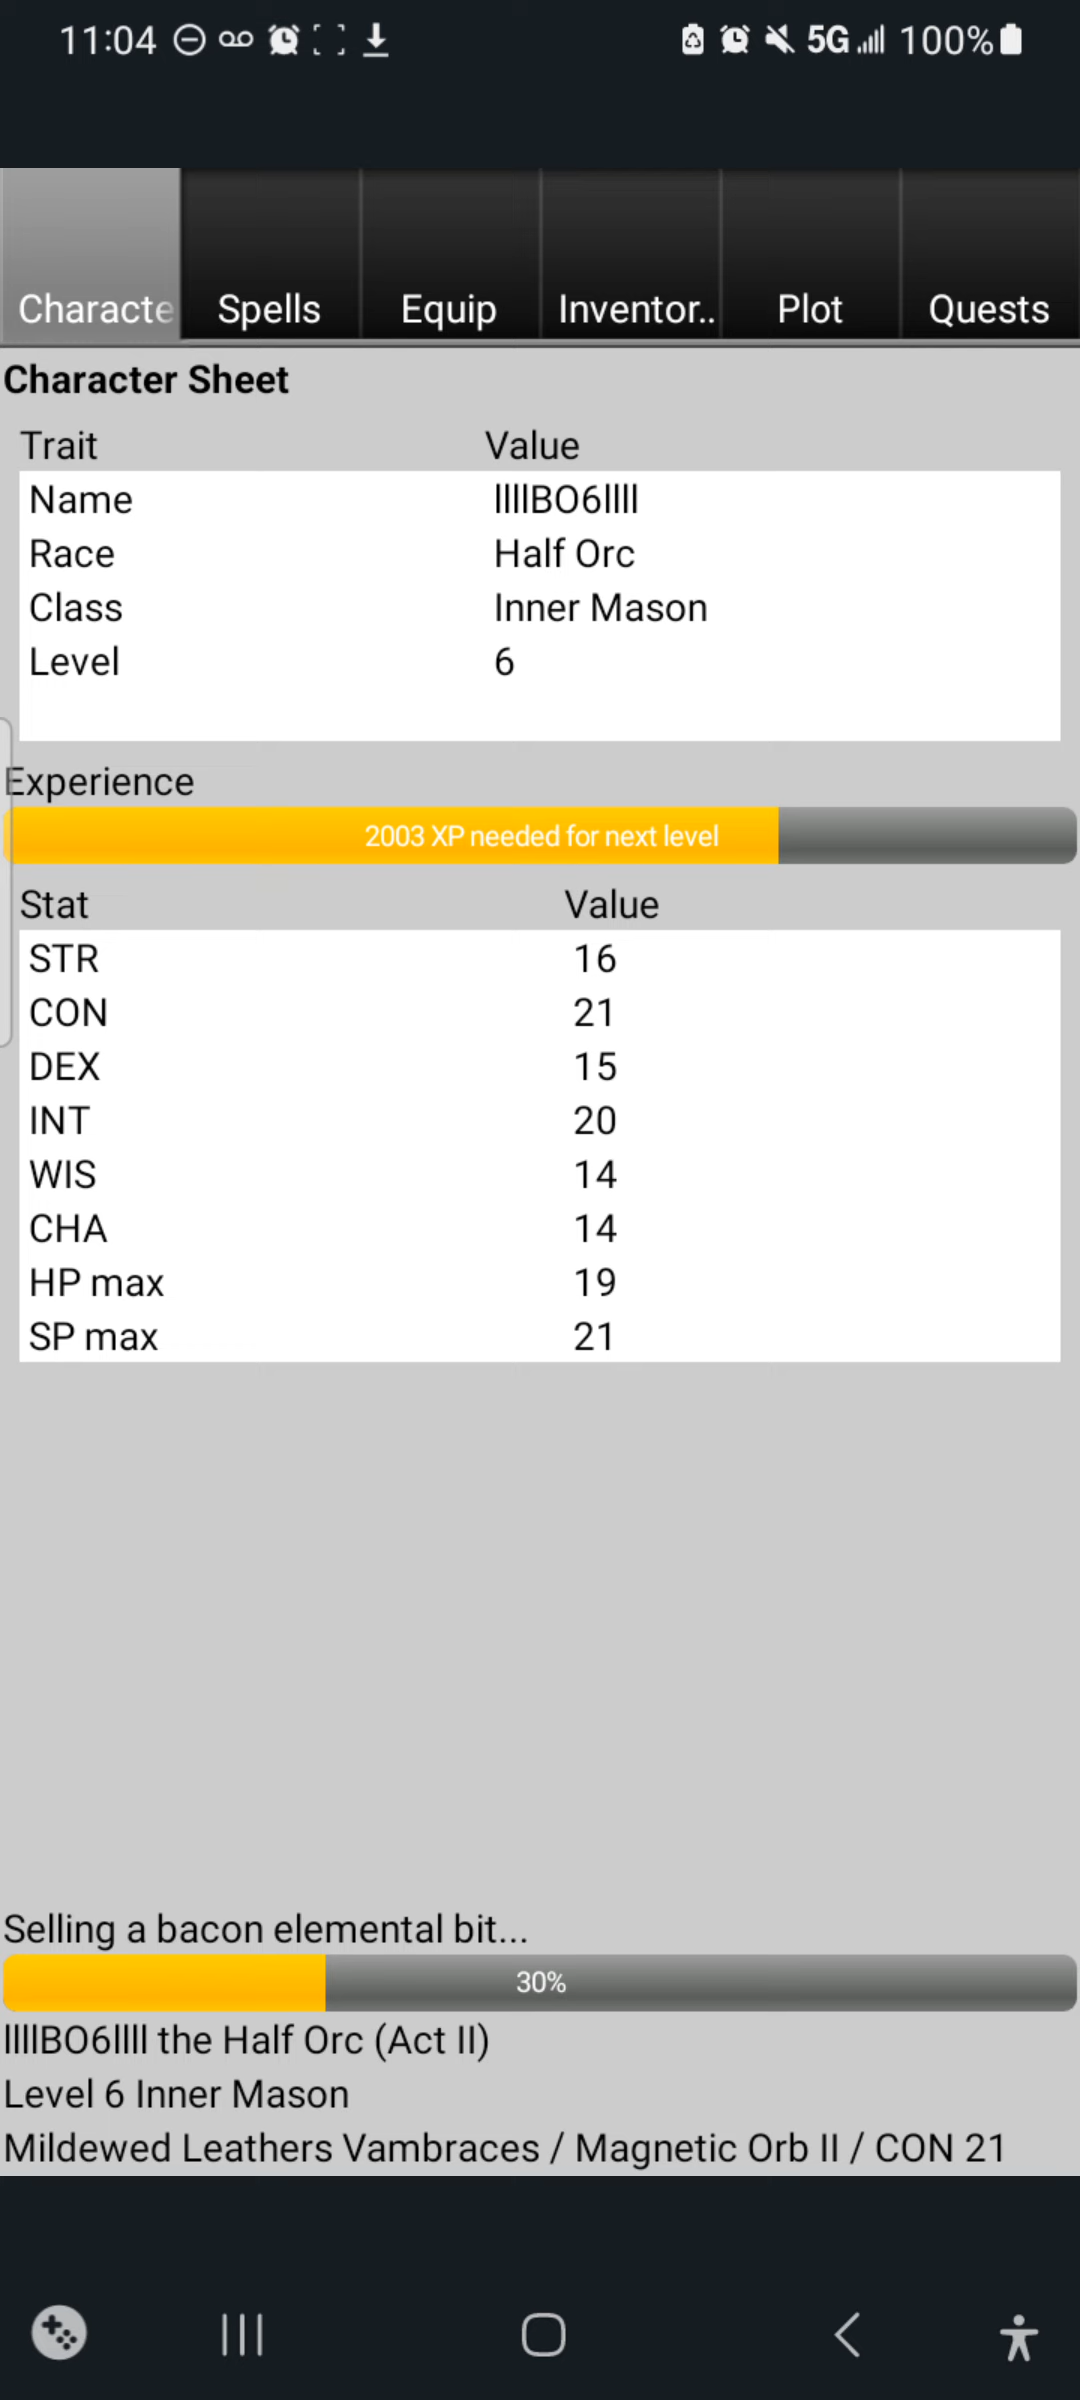 11:04 5G 100%
Characte Spells Equip Inventor.. Plot Quests
Character Sheet
Trait Value
Name llllBO6llll
Race Half Orc
Class Inner Mason
Level 6
Experience
2003 XP needed for next level
Stat Value
STR 16
CON 21
DEX 15
INT 20
WIS 14
CHA 14
HP max 19
SP max 21
Selling a bacon elemental bit...
30%
llllBO6llll the Half Orc (Act II)
Level 6 Inner Mason
Mildewed Leathers Vambraces / Magnetic Orb II / CON 21